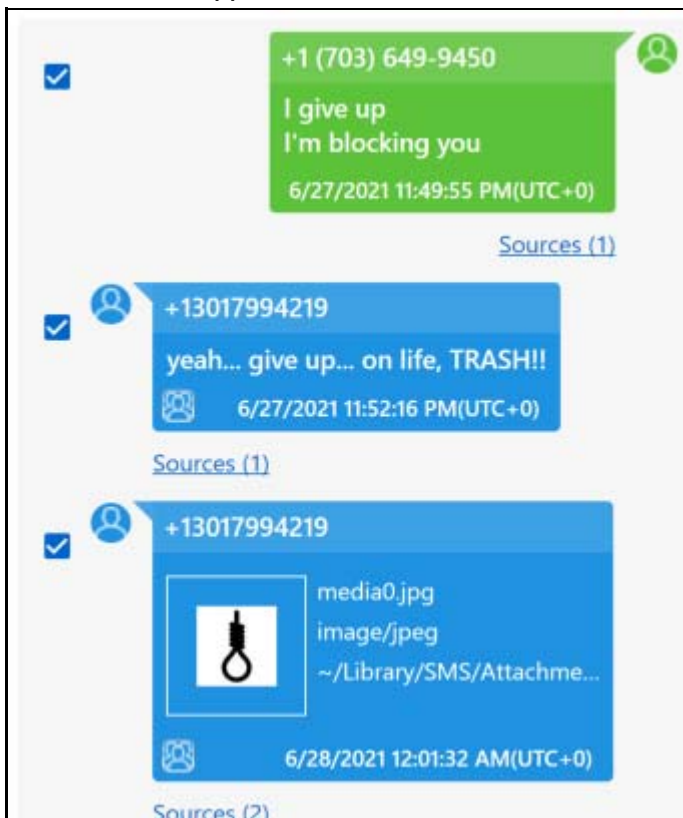 +1 (703) 649-9450
I give up
I'm blocking you
6/27/2021 11:49:55 PM(UTC+0)
Sources (1)
+13017994219
yeah... give up... on life, TRASH!!
6/27/2021 11:52:16 PM(UTC+0)
Sources (1)
+13017994219
media0.jpg
image/jpeg
~/Library/SMS/Attachme...
6/28/2021 12:01:32 AM(UTC+0)
Sources (2)